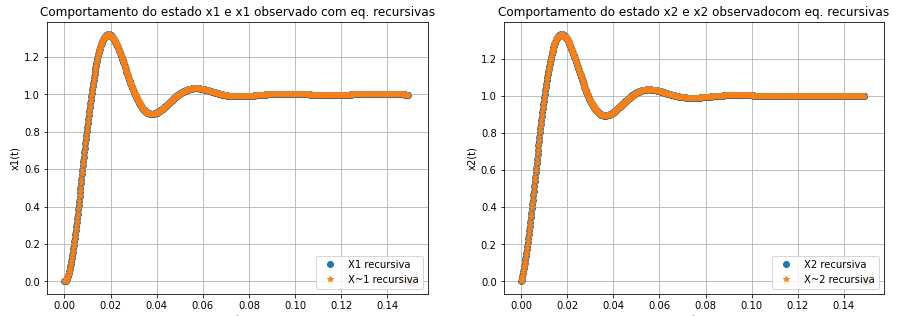 Comportamento do estado x1 e x1 observado com eq. recursivas
x1(t)
1.2
1.0
0.8
0.6
0.4
0.2
0.0
0.00 0.02 0.04 0.06 0.08 0.10 0.12 0.14
X1 recursiva
X~1 recursiva
Comportamento do estado x2 e x2 observadocom eq. recursivas
x2(t)
1.2
1.0
0.8
0.6
0.4
0.2
0.0
0.00 0.02 0.04 0.06 0.08 0.10 0.12 0.14
X2 recursiva
X~2 recursiva